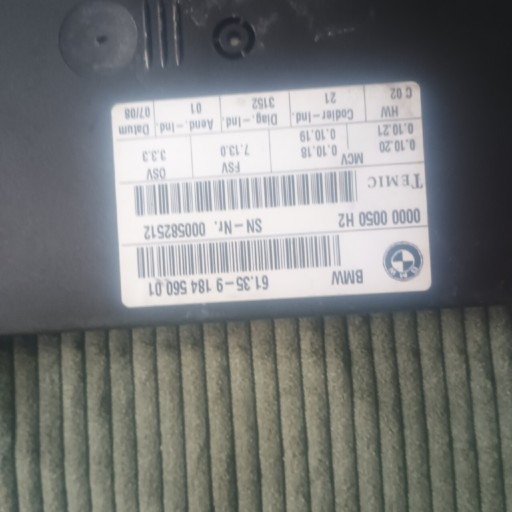 BMW 61.35-9 184 560.01
0000 0050 H2 SN-Nr. 000582512
TEMIC
0.10.20 MCV 0.10.18 FSV OSV
0.10.21 0.10.19 7.13.0 3.3.3
HW Codier-Ind. Diag-Ind. Aend-Ind Datum
C 02 21 3152 01 07/08